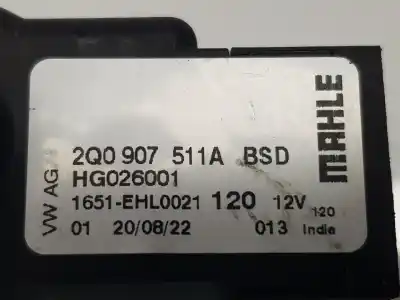 VW AG
2Q0 907 511A BSD
HG026001
1651-EHL0021 120 12V 120
01 20/08/22 013 India
MAHLE